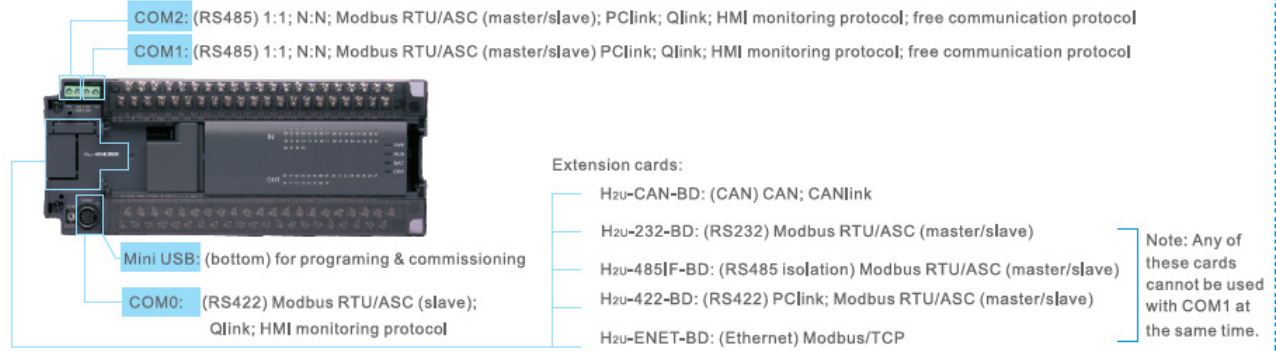 COM2: (RS485) 1:1; N:N; Modbus RTU/ASC (master/slave); PClink; Qlink; HMI monitoring protocol; free communication protocol
COM1: (RS485) 1:1; N:N; Modbus RTU/ASC (master/slave) PClink; Qlink; HMI monitoring protocol; free communication protocol
IN
OUT
Mini USB: (bottom) for programing & commissioning
COM0: (RS422) Modbus RTU/ASC (slave);
Qlink; HMI monitoring protocol
Extension cards:
H2U-CAN-BD: (CAN) CAN; CANlink
H2U-232-BD: (RS232) Modbus RTU/ASC (master/slave)
H2U-485IF-BD: (RS485 isolation) Modbus RTU/ASC (master/slave)
H2U-422-BD: (RS422) PClink; Modbus RTU/ASC (master/slave)
H2U-ENET-BD: (Ethernet) Modbus/TCP
Note: Any of
these cards
cannot be used
with COM1 at
the same time.